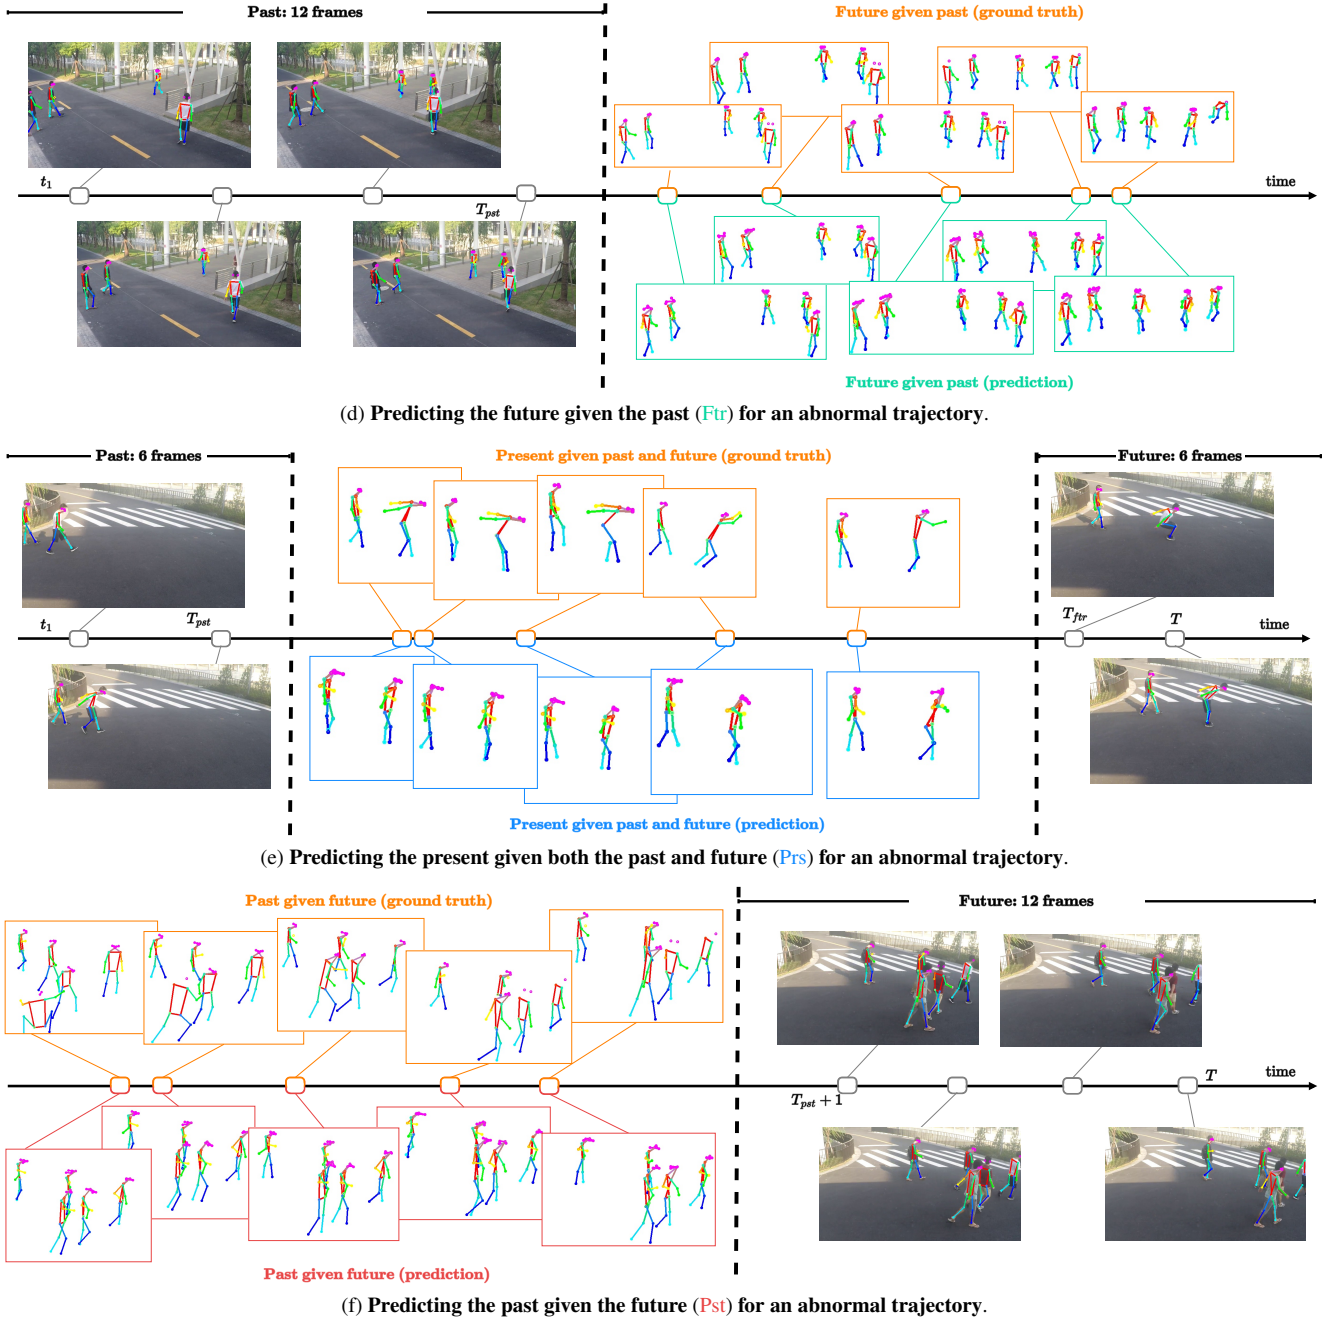 Past: 12 frames
Future given past (ground truth)
t1
Tpst
time
Future given past (prediction)
(d) Predicting the future given the past (Ftr) for an abnormal trajectory.
Past: 6 frames
Present given past and future (ground truth)
Future: 6 frames
t1
Tpst
Tftr
T
time
Present given past and future (prediction)
(e) Predicting the present given both the past and future (Prs) for an abnormal trajectory.
Past given future (ground truth)
Future: 12 frames
Tpst + 1
T
time
Past given future (prediction)
(f) Predicting the past given the future (Pst) for an abnormal trajectory.